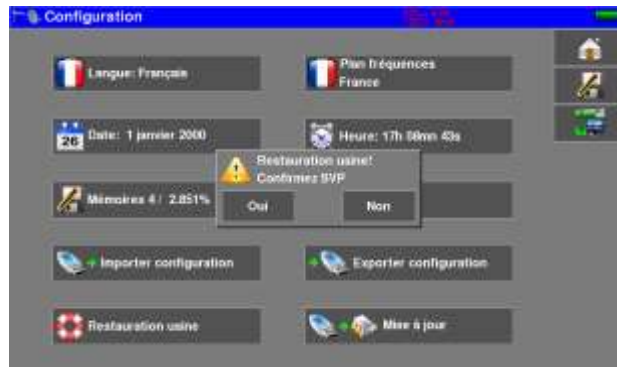 Configuration
Langue: Français
Plan fréquences
France
26
Date: 1 janvier 2000
Heure: 17h 08mn 43s
Restauration usine!
Confirmez SVP
Mémoires 4 / 2.851%
Oui
Non
Importer configuration
Exporter configuration
Restauration usine
Mise à jour